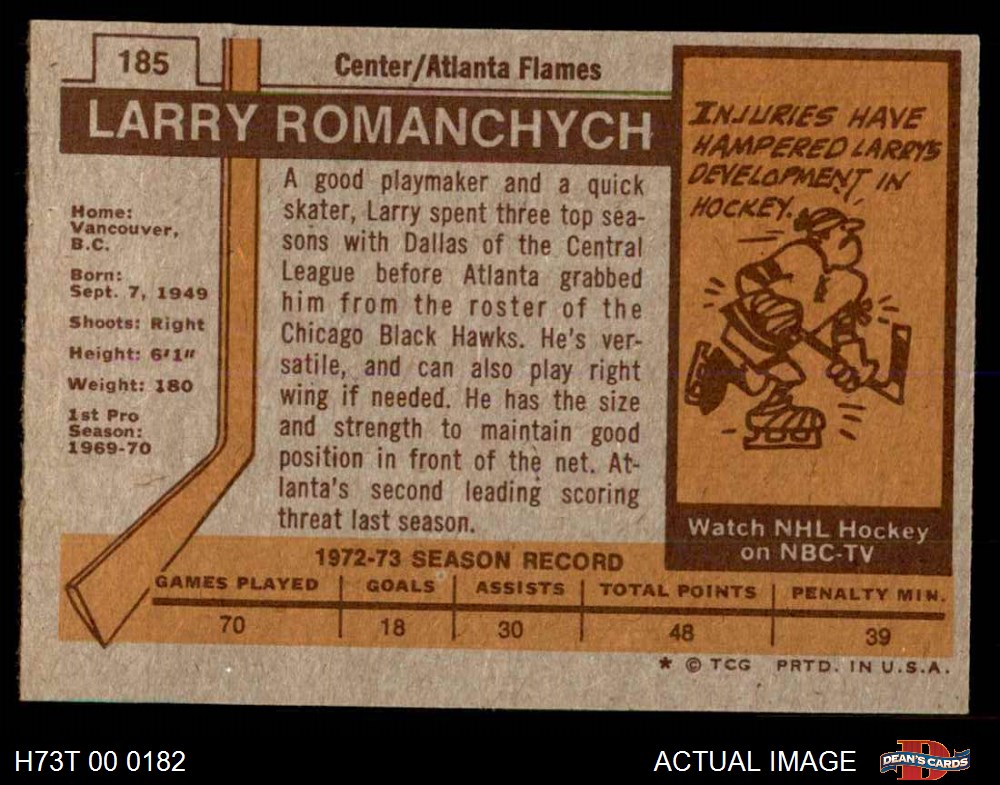 185
Center/Atlanta Flames
LARRY ROMANCHYCH
Home:
Vancouver,
B.C.
Born:
Sept. 7, 1949
Shoots: Right
Height: 6'1"
Weight: 180
1st Pro
Season:
1969-70
A good playmaker and a quick
skater, Larry spent three top sea-
sons with Dallas of the Central
League before Atlanta grabbed
him from the roster of the
Chicago Black Hawks. He's ver-
satile, and can also play right
wing if needed. He has the size
and strength to maintain good
position in front of the net. At-
lanta's second leading scoring
threat last season.
INJURIES HAVE
HAMPERED LARRY'S
DEVELOPMENT IN
HOCKEY.
Watch NHL Hockey
on NBC-TV
1972-73 SEASON RECORD
GAMES PLAYED GOALS ASSISTS TOTAL POINTS PENALTY MIN.
70 18 30 48 39
* © TCG PRTD. IN U.S.A.
H73T 00 0182
ACTUAL IMAGE
D
DEAN'S CARDS